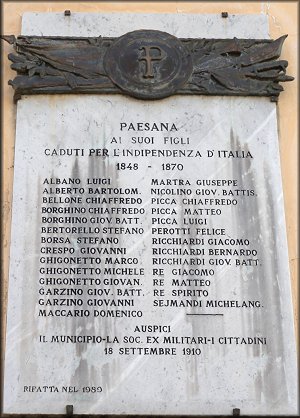 P
PAESANA
AI SUOI FIGLI
CADUTI PER L'INDIPENDENZA D'ITALIA
1848 - 1870
ALBANO LUIGI
ALBERTO BARTOLOM.
BELLONE CHIAFFREDO
BORGHINO CHIAFFREDO
BORGHINO GIOV. BATT.
BERTORELLO STEFANO
BORSA STEFANO
CRESPO GIOVANNI
GHIGONETTO MARCO
GHIGONETTO MICHELE
GHIGONETTO GIOVAN.
GARZINO GIOV. BATT.
GARZINO GIOVANNI
MACCARIO DOMENICO
MARTRA GIUSEPPE
NICOLINO GIOV. BATTIS.
PICCA CHIAFFREDO
PICCA MATTEO
PICCA LUIGI
PEROTTI FELICE
RICCHIARDI GIACOMO
RICCHIARDI BERNARDO
RICCHIARDI GIOV. BATT.
RE GIACOMO
RE MATTEO
RE SPIRITO
SEJMANDI MICHELANG.
AUSPICI
IL MUNICIPIO-LA SOC. EX MILITARI-I CITTADINI
18 SETTEMBRE 1910
RIFATTA NEL 1989